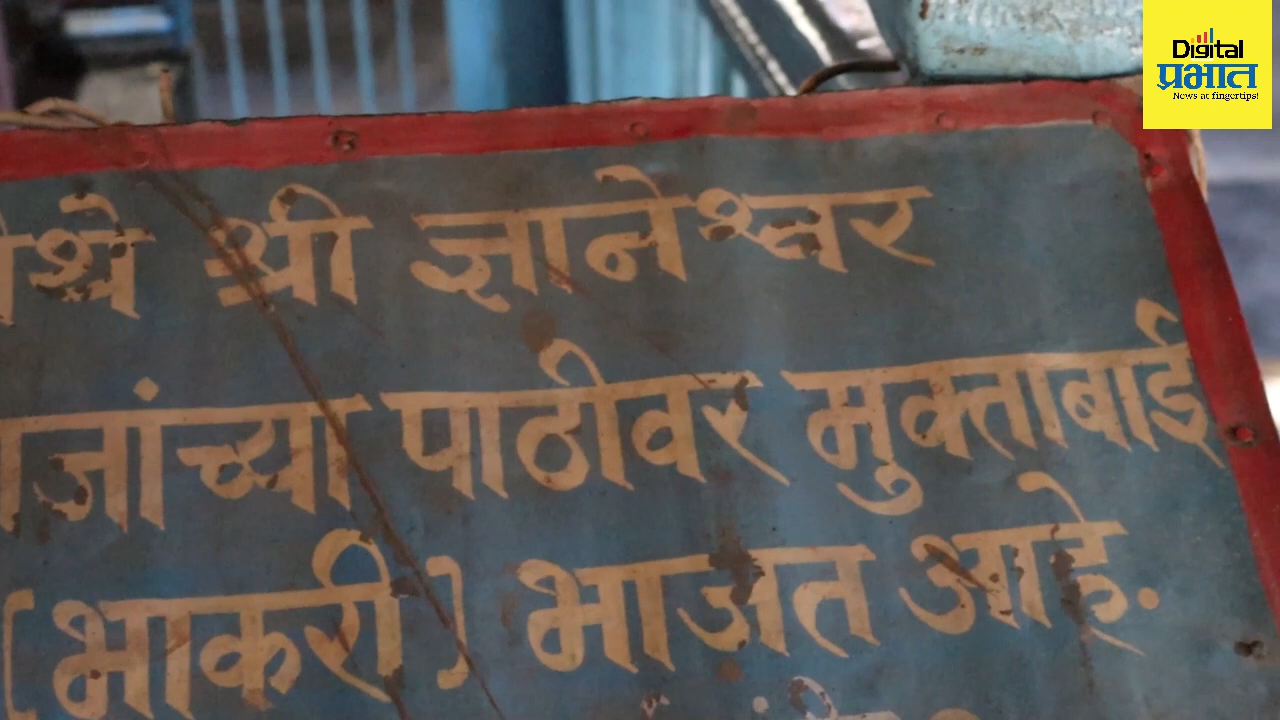 Digital
प्रभात
News at fingertips!
श्री ज्ञानेश्वर
पाठीवर मुक्ताबाई
(भाकरी) भाजत आहे.